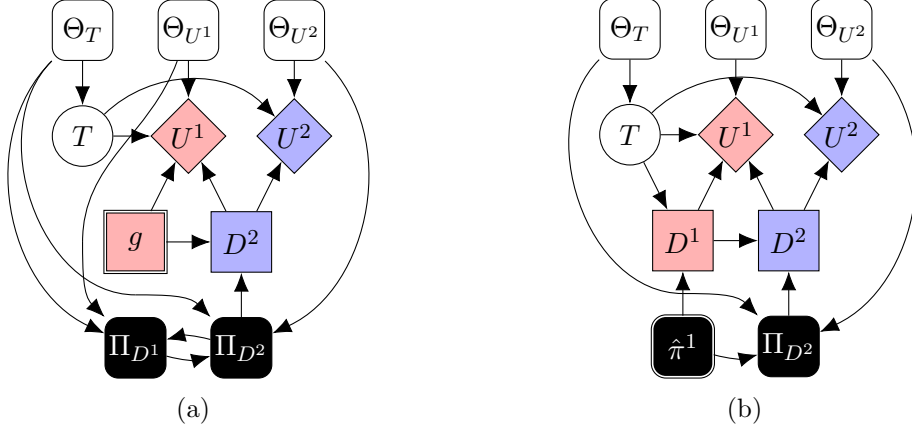 Θ_T Θ_{U^1} Θ_{U^2} Θ_T Θ_{U^1} Θ_{U^2}
T U^1 U^2 T U^1 U^2
g D^2 D^1 D^2
Π_{D^1} Π_{D^2} π̂^1 Π_{D^2}
(a) (b)